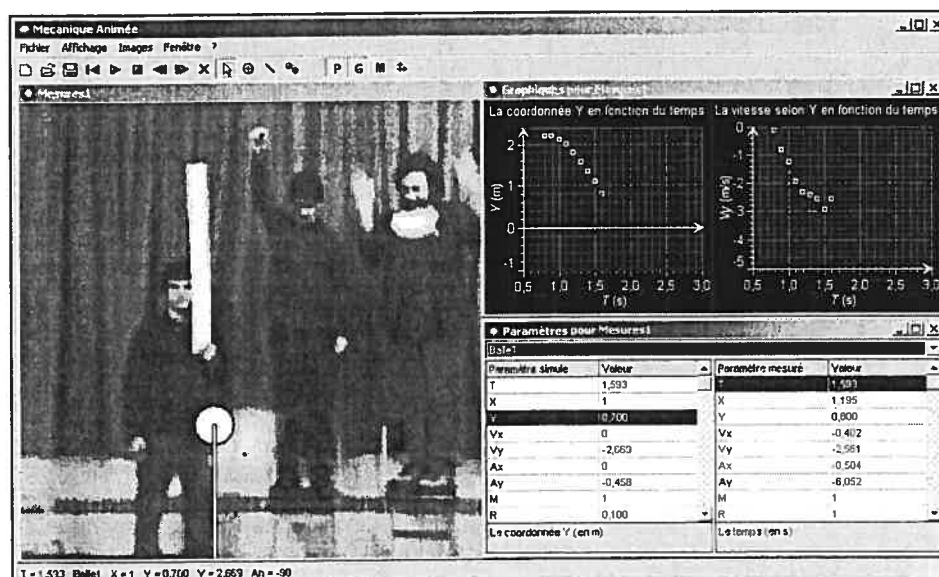 Mecanique Animée
Fichier Affichage Images Fenêtre ?
P G M
Mesures1
Graphiques pour Mesures1
La coordonnée Y en fonction du temps
La vitesse selon Y en fonction du temps
2
1
0
-1
Y (m)
0,5 1,0 1,5 2,0 2,5 3,0
T (s)
0
-1
-2
-3
-4
-5
Vy (m/s)
1,0 1,5 2,0 2,5 3,0
T (s)
Paramètres pour Mesures1
Balle1
Paramètre simulé Valeur
T 1,593
X 1
Y 0,700
Vx 0
Vy -2,669
Ax 0
Ay -0,458
M 1
R 0,100
La coordonnée Y (en m)
Paramètre mesuré Valeur
T 1,593
X 1,195
Y 0,800
Vx -0,402
Vy -2,561
Ax -0,504
Ay -6,052
M 1
R 1
Le temps (en s)
T = 1,593 Balle1 X = 1 Y = 0,700 V = 2,669 An = -90